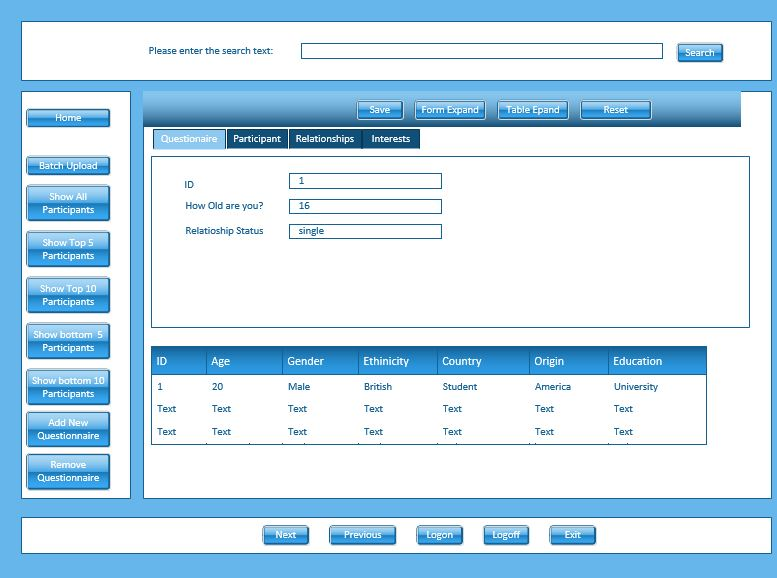 Please enter the search text: Search
Home
Batch Upload
Show All
Participants
Show Top 5
Participants
Show Top 10
Participants
Show bottom 5
Participants
Show bottom 10
Participants
Add New
Questionnaire
Remove
Questionnaire
Save Form Expand Table Epand Reset
Questionaire Participant Relationships Interests
ID 1
How Old are you? 16
Relatioship Status single
ID Age Gender Ethinicity Country Origin Education
1 20 Male British Student America University
Text Text Text Text Text Text Text
Text Text Text Text Text Text Text
Next Previous Logon Logoff Exit